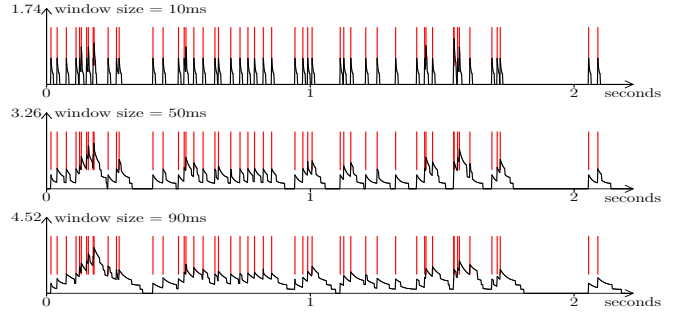 1.74 window size = 10ms
0 1 2 seconds
3.26 window size = 50ms
0 1 2 seconds
4.52 window size = 90ms
0 1 2 seconds